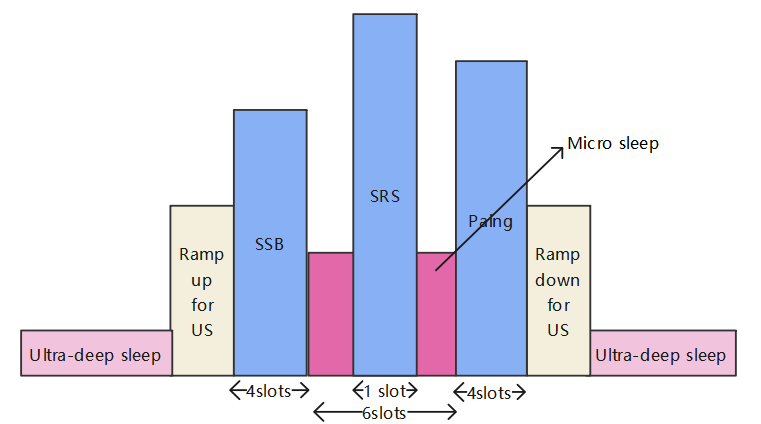 Micro sleep
SRS
Paing
SSB
Ramp
up
for
US
Ramp
down
for
US
Ultra-deep sleep
Ultra-deep sleep
4slots
1 slot
4slots
6slots